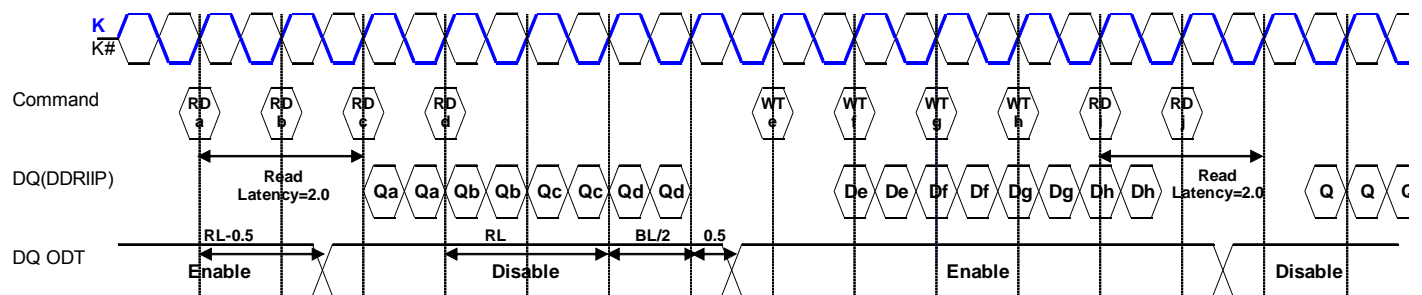 K
K#
Command RD a RD b RD c RD d WT e WT f WT g WT h RD i RD j
DQ(DDRIIP) Qa Qa Qb Qb Qc Qc Qd Qd De De Df Df Dg Dg Dh Dh Q Q Q
Read Latency=2.0
Read Latency=2.0
RL-0.5 RL BL/2 0.5
DQ ODT Enable Disable Enable Disable